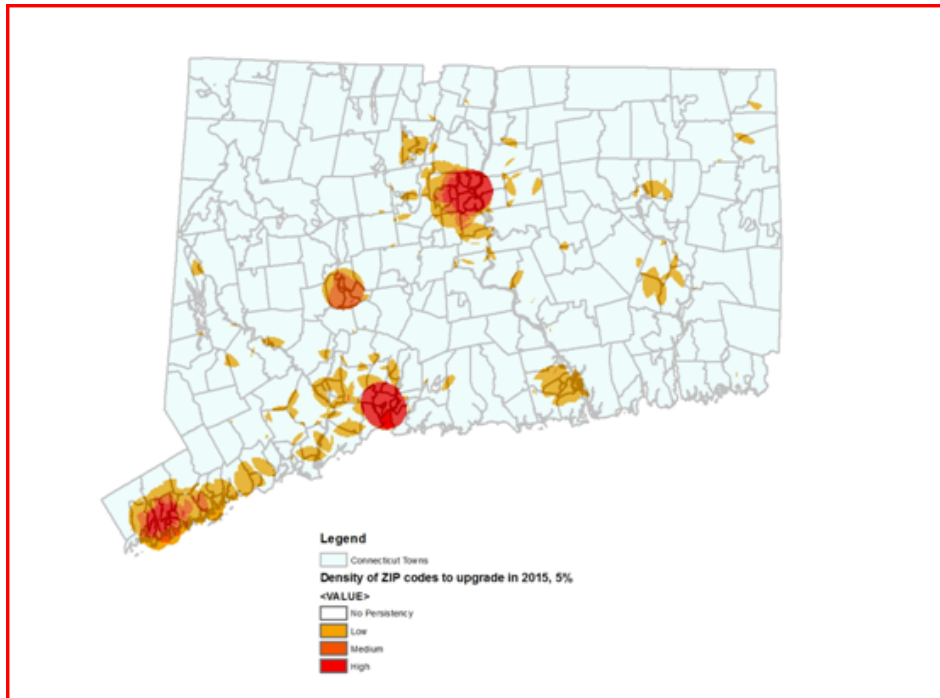 Legend
Connecticut Towns
Density of ZIP codes to upgrade in 2015, 5%
<VALUE>
No Persistency
Low
Medium
High